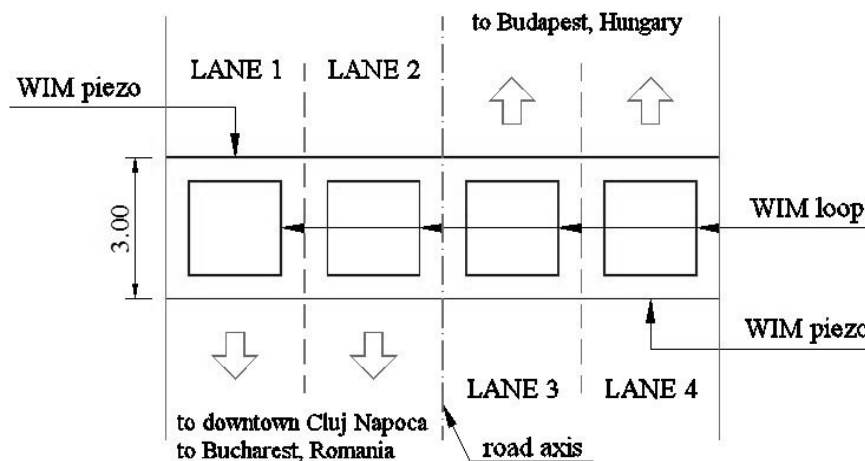 to Budapest, Hungary
LANE 1
LANE 2
WIM piezo
3.00
WIM loop
WIM piezo
LANE 3
LANE 4
to downtown Cluj Napoca
to Bucharest, Romania
road axis